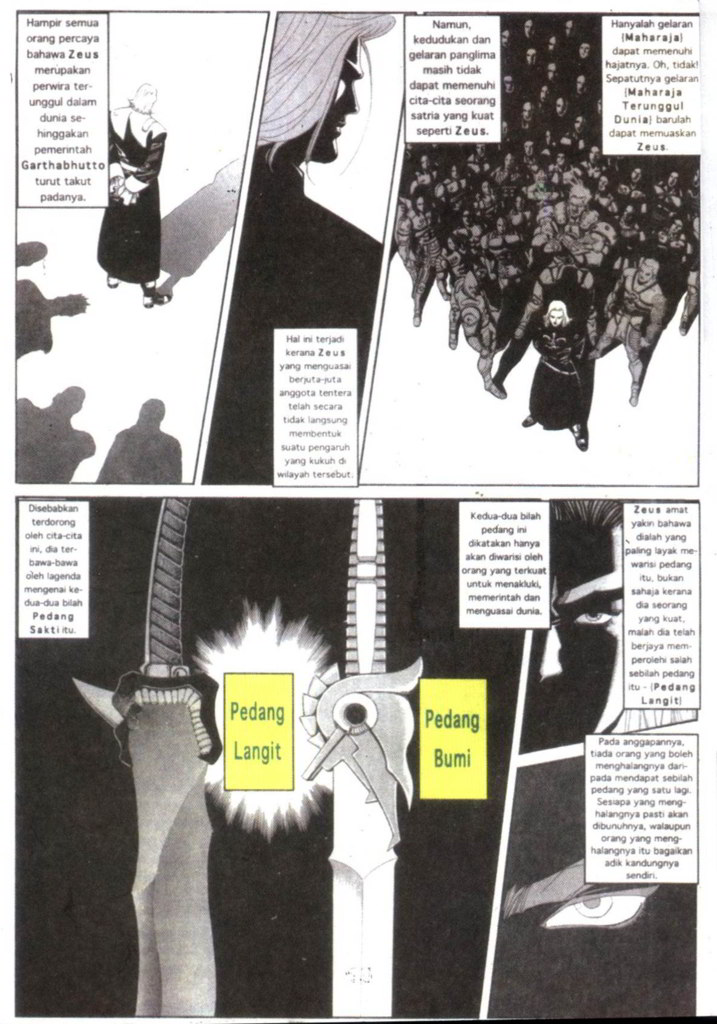 Hampir semua
orang percaya
bahawa Zeus
merupakan
perwira ter-
unggul dalam
dunia se-
hinggakan
pemerintah
Garthabhutto
turut takut
padanya.
Hal ini terjadi
kerana Zeus
yang menguasai
berjuta-juta
anggota tentera
telah secara
tidak langsung
membentuk
suatu pengaruh
yang kukuh di
wilayah tersebut.
Namun,
kedudukan dan
gelaran panglima
masih tidak
dapat memenuhi
cita-cita seorang
satria yang kuat
seperti Zeus.
Hanyalah gelaran
(Maharaja)
dapat memenuhi
hajatnya. Oh, tidak!
Sepatutnya gelaran
(Maharaja
Terunggul
Dunia) barulah
dapat memuaskan
Zeus.
Disebabkan
terdorong
oleh cita-cita
ini, dia ter-
bawa-bawa
oleh lagenda
mengenai ke-
dua-dua bilah
Pedang
Sakti itu.
Pedang
Langit
Pedang
Bumi
Kedua-dua bilah
pedang ini
dikatakan hanya
akan diwarisi oleh
orang yang terkuat
untuk menakluki,
memerintah dan
menguasai dunia.
Zeus amat
yakin bahawa
dialah yang
paling layak me-
warisi pedang
itu, bukan
sahaja kerana
dia seorang
yang kuat,
malah dia telah
berjaya mem-
perolehi salah
sebilah pedang
itu - (Pedang
Langit)
Pada anggapannya,
tiada orang yang boleh
menghalangnya dari-
pada mendapat sebilah
pedang yang satu lagi.
Sesiapa yang meng-
halangnya pasti akan
dibunuhnya, walaupun
orang yang meng-
halangnya itu bagaikan
adik kandungnya
sendiri.